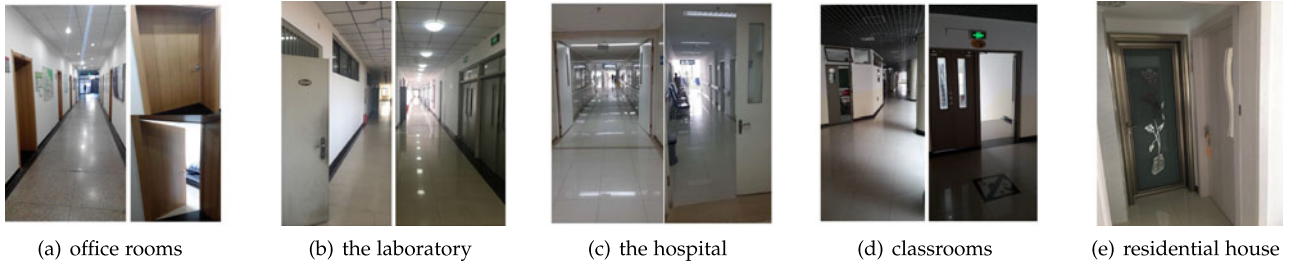 (a) office rooms
(b) the laboratory
(c) the hospital
(d) classrooms
(e) residential house